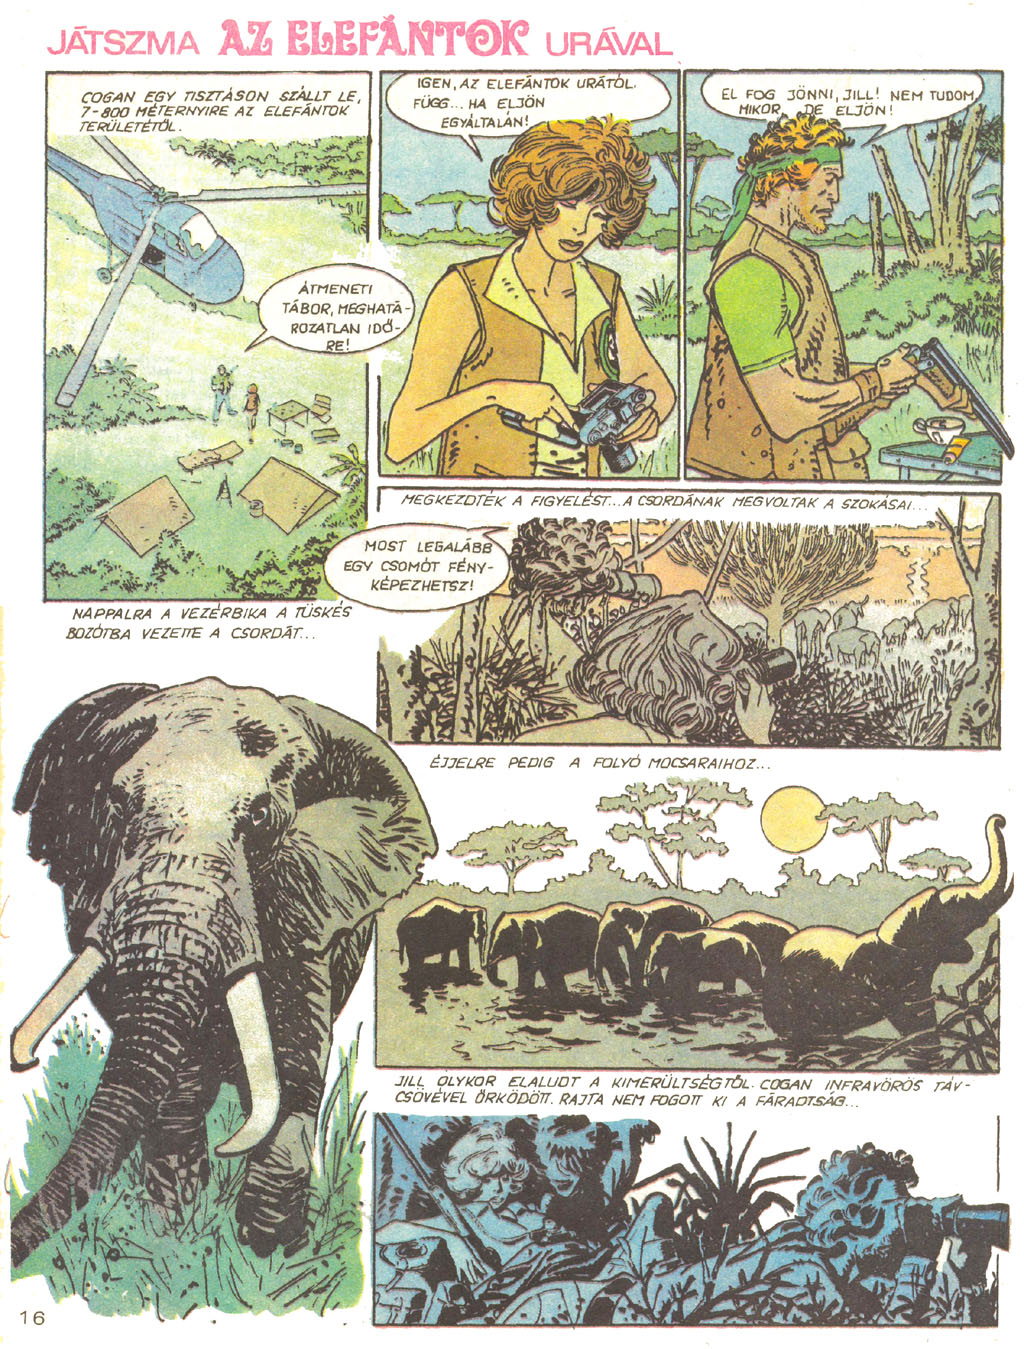 JÁTSZMA AZ ELEFÁNTOK URÁVAL
COGAN EGY TISZTÁSON SZÁLLT LE,
7-800 MÉTERNYIRE AZ ELEFÁNTOK
TERÜLETÉTŐL.
ÁTMENETI
TÁBOR, MEGHATÁ-
ROZATLAN IDŐ-
RE!
IGEN, AZ ELEFÁNTOK URÁTÓL.
FÜGG... HA ELJÖN
EGYÁLTALÁN!
EL FOG JÖNNI, JILL! NEM TUDOM
MIKOR, DE ELJÖN!
MEGKEZDTÉK A FIGYELÉST...A CSORDÁNAK MEGVOLTAK A SZOKÁSAI...
MOST LEGALÁBB
EGY CSOMÓT FÉNY-
KÉPEZHETSZ!
NAPPALRA A VEZÉRBIKA A TÜSKÉS
BOZÓTBA VEZETTE A CSORDÁT...
ÉJJELRE PEDIG A FOLYÓ MOCSARAIHOZ...
JILL OLYKOR ELALUDT A KIMERÜLTSÉGTŐL. COGAN INFRAVÖRÖS TÁV-
CSÖVÉVEL ŐRKÖDÖTT. RAJTA NEM FOGOTT KI A FÁRADTSÁG...
16